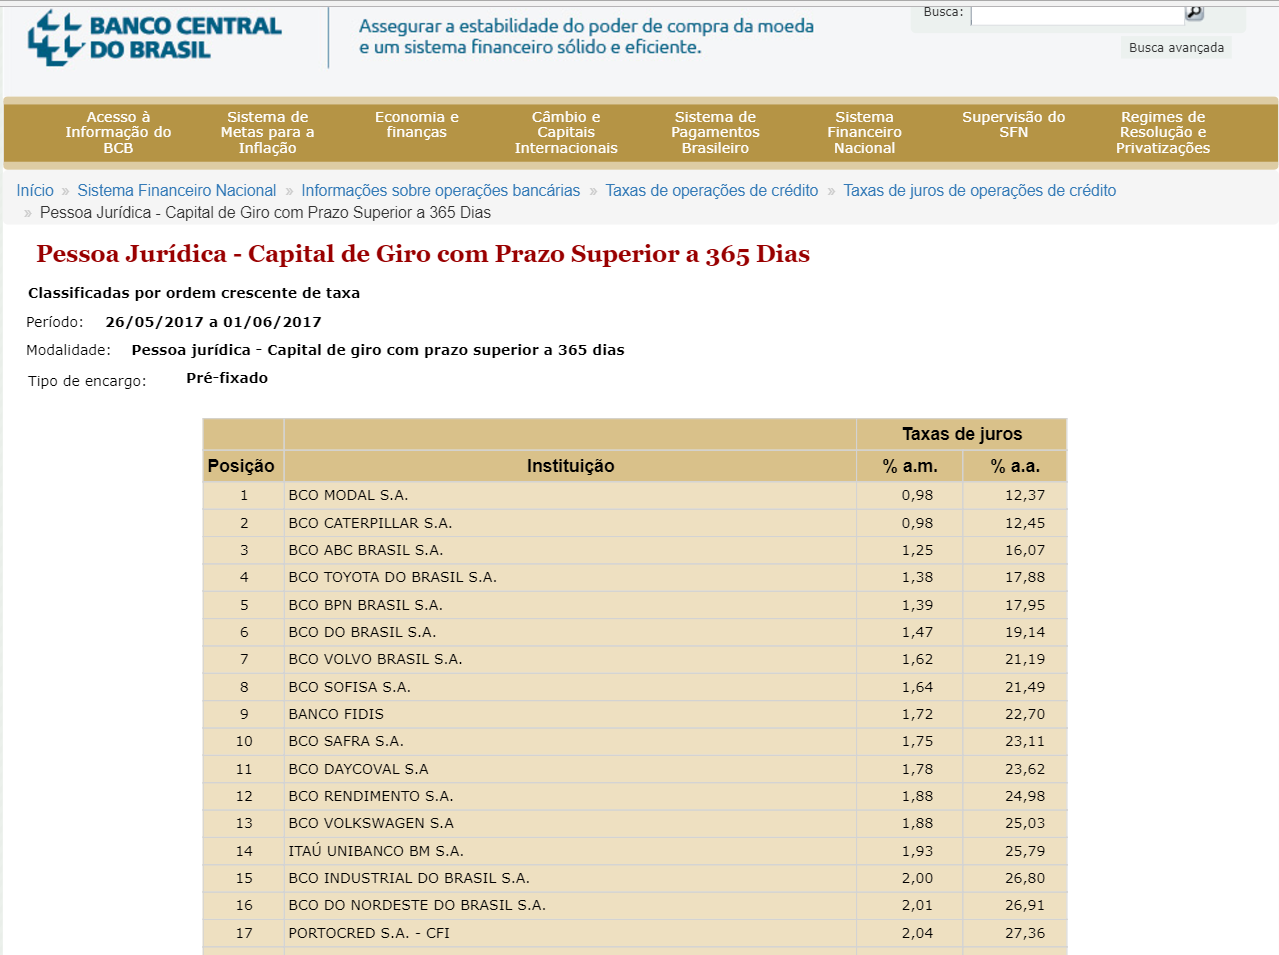 BANCO CENTRAL
DO BRASIL
Assegurar a estabilidade do poder de compra da moeda
e um sistema financeiro sólido e eficiente.
Busca:
Busca avançada
Acesso à
Informação do
BCB
Sistema de
Metas para a
Inflação
Economia e
finanças
Câmbio e
Capitais
Internacionais
Sistema de
Pagamentos
Brasileiro
Sistema
Financeiro
Nacional
Supervisão do
SFN
Regimes de
Resolução e
Privatizações
Início » Sistema Financeiro Nacional » Informações sobre operações bancárias » Taxas de operações de crédito » Taxas de juros de operações de crédito
» Pessoa Jurídica - Capital de Giro com Prazo Superior a 365 Dias
Pessoa Jurídica - Capital de Giro com Prazo Superior a 365 Dias
Classificadas por ordem crescente de taxa
Período: 26/05/2017 a 01/06/2017
Modalidade: Pessoa jurídica - Capital de giro com prazo superior a 365 dias
Tipo de encargo: Pré-fixado
Taxas de juros
Posição Instituição % a.m. % a.a.
1 BCO MODAL S.A. 0,98 12,37
2 BCO CATERPILLAR S.A. 0,98 12,45
3 BCO ABC BRASIL S.A. 1,25 16,07
4 BCO TOYOTA DO BRASIL S.A. 1,38 17,88
5 BCO BPN BRASIL S.A. 1,39 17,95
6 BCO DO BRASIL S.A. 1,47 19,14
7 BCO VOLVO BRASIL S.A. 1,62 21,19
8 BCO SOFISA S.A. 1,64 21,49
9 BANCO FIDIS 1,72 22,70
10 BCO SAFRA S.A. 1,75 23,11
11 BCO DAYCOVAL S.A 1,78 23,62
12 BCO RENDIMENTO S.A. 1,88 24,98
13 BCO VOLKSWAGEN S.A 1,88 25,03
14 ITAÚ UNIBANCO BM S.A. 1,93 25,79
15 BCO INDUSTRIAL DO BRASIL S.A. 2,00 26,80
16 BCO DO NORDESTE DO BRASIL S.A. 2,01 26,91
17 PORTOCRED S.A. - CFI 2,04 27,36